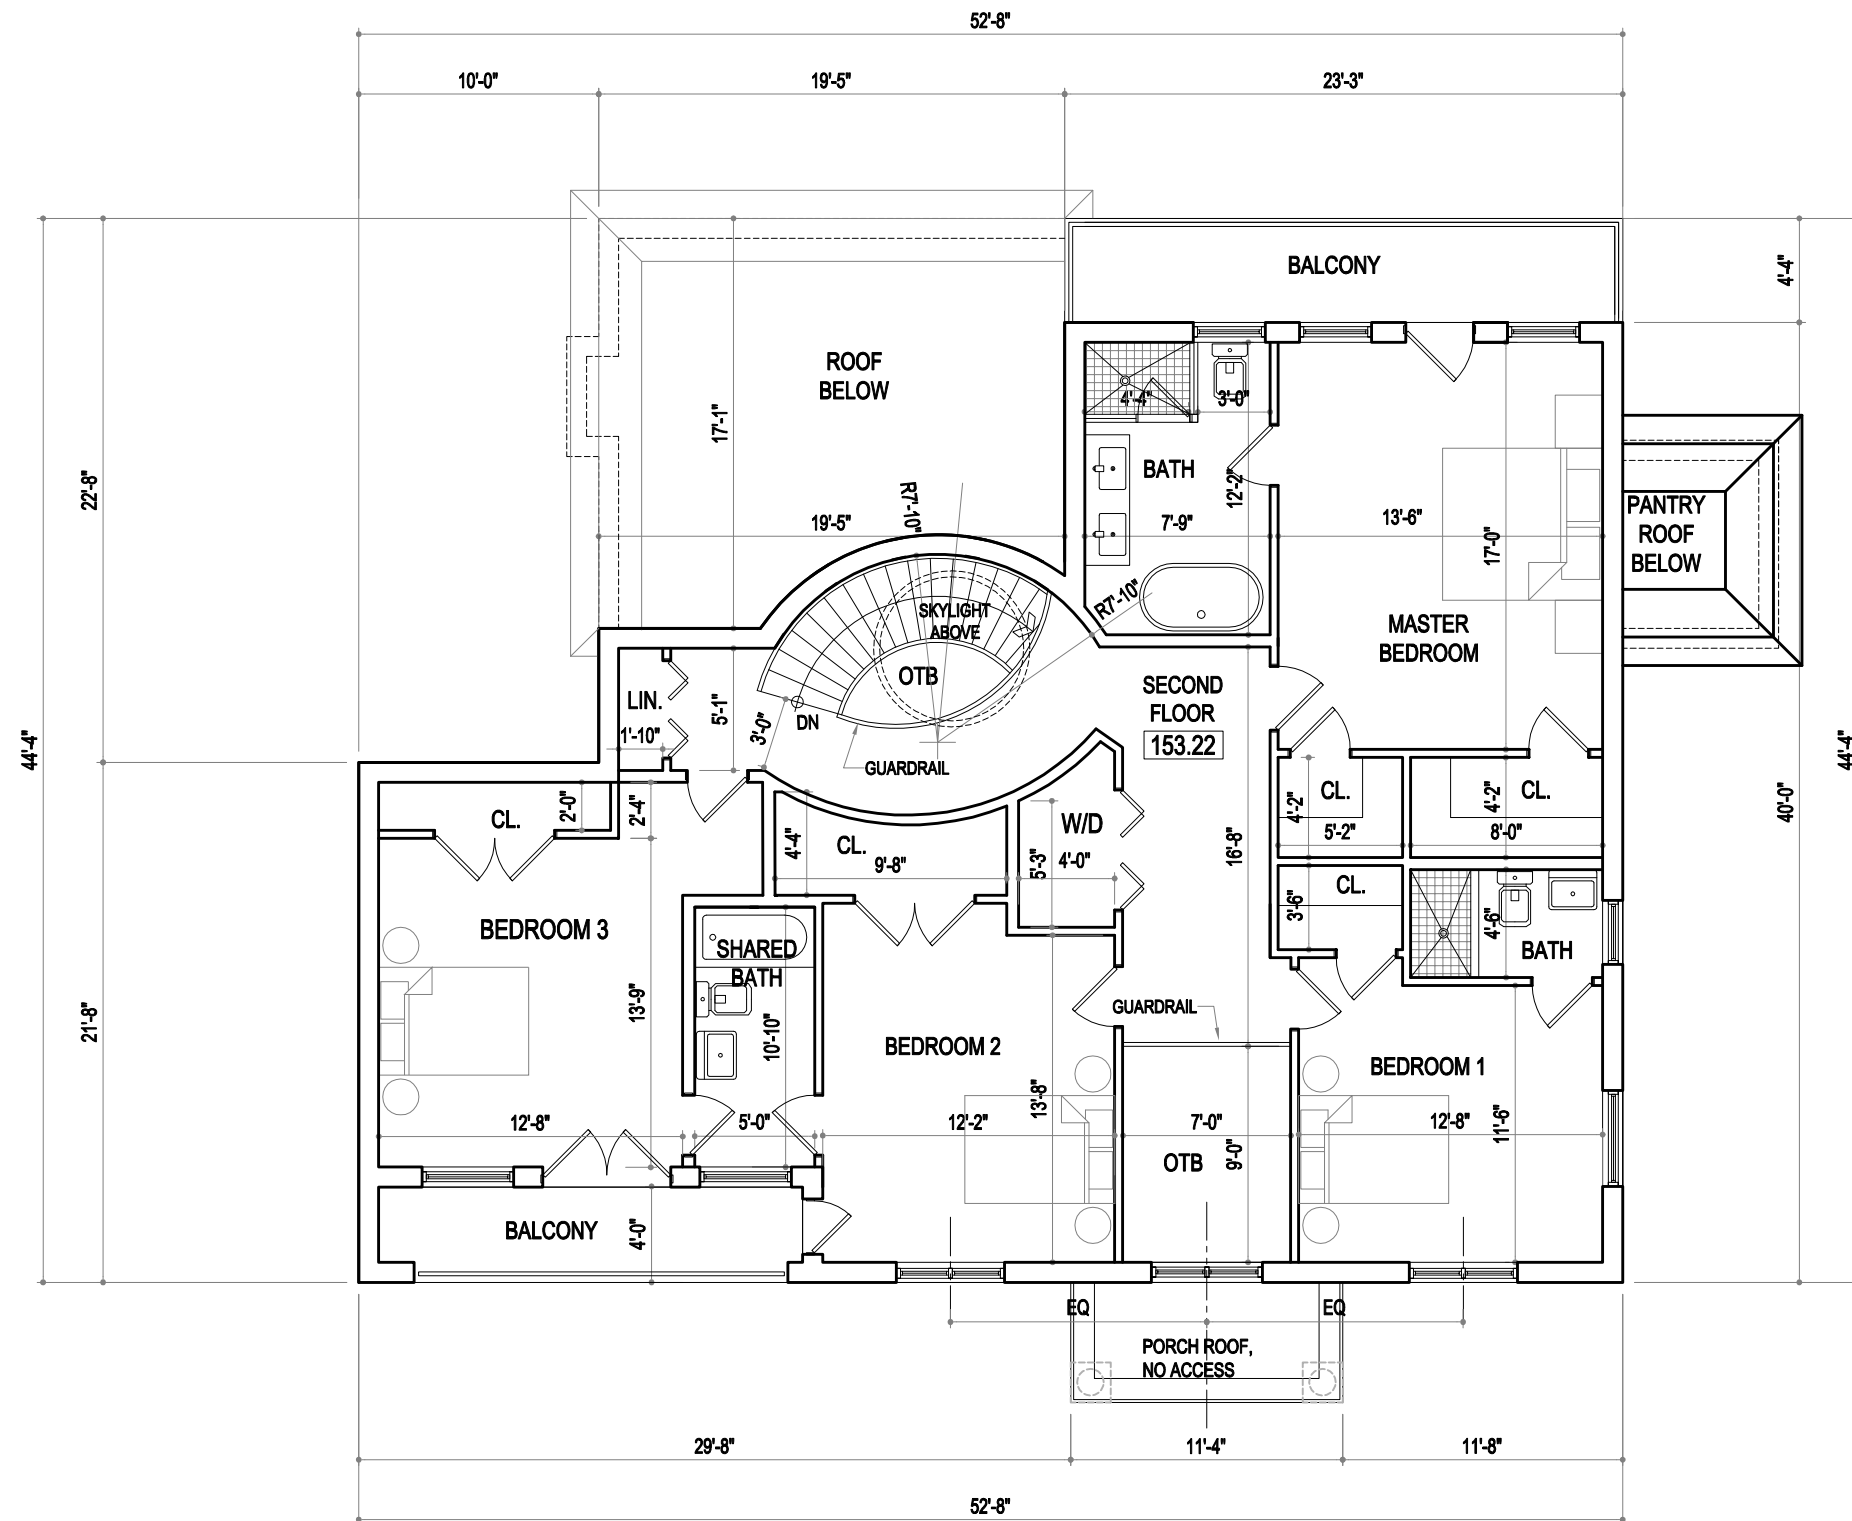 52'-8"
10'-0"
19'-5"
23'-3"
BALCONY
4'-4"
ROOF
BELOW
17'-1"
4'-4"
3'-0"
BATH
12'-2"
22'-8"
R7'-10"
19'-5"
7'-9"
13'-6"
17'-0"
PANTRY
ROOF
BELOW
R7'-10"
SKYLIGHT
ABOVE
MASTER
BEDROOM
OTB
LIN.
5'-1"
3'-0"
DN
SECOND
FLOOR
153.22
1'-10"
GUARDRAIL
44'-4"
44'-4"
40'-0"
CL.
2'-0"
2'-4"
4'-4"
CL.
9'-8"
W/D
5'-3"
4'-0"
16'-8"
CL.
4'-2"
5'-2"
CL.
4'-2"
8'-0"
CL.
3'-6"
4'-6"
BATH
BEDROOM 3
SHARED
BATH
13'-9"
10'-10"
21'-8"
GUARDRAIL
BEDROOM 2
BEDROOM 1
13'-8"
12'-8"
5'-0"
12'-2"
7'-0"
12'-8"
11'-6"
OTB
9'-0"
BALCONY
4'-0"
EQ
EQ
PORCH ROOF,
NO ACCESS
29'-8"
11'-4"
11'-8"
52'-8"